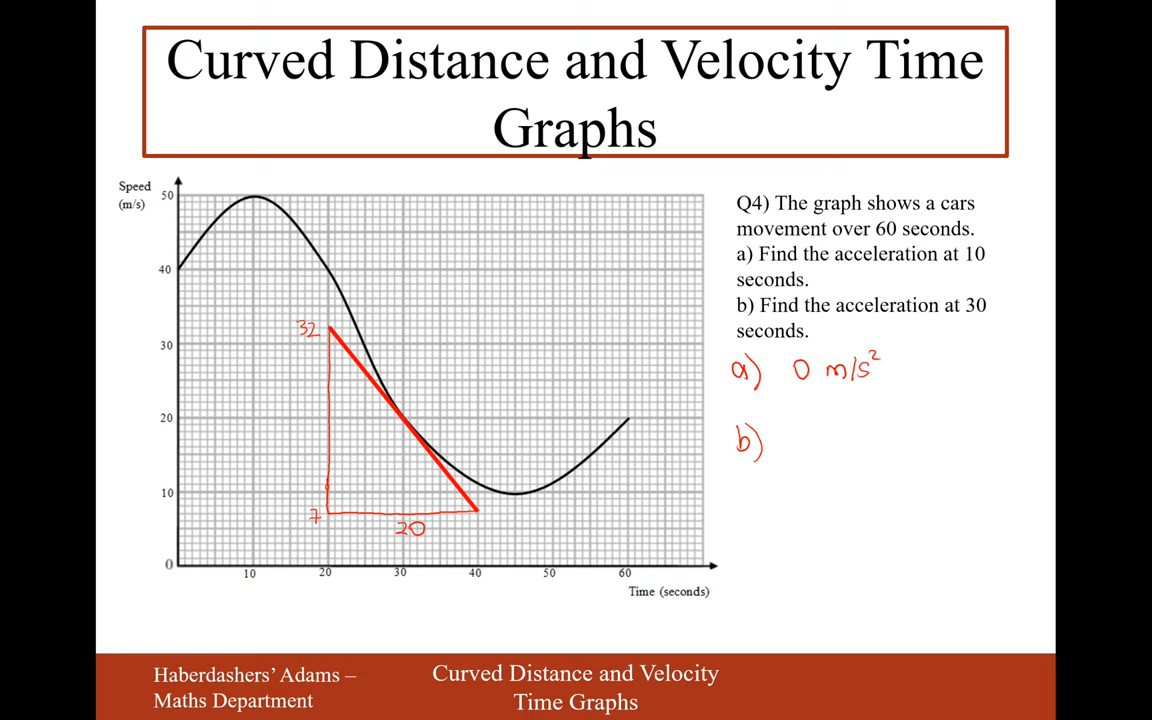 Curved Distance and Velocity Time
Graphs
Speed
(m/s)
50
40
30
20
10
0
10
20
30
40
50
60
Time (seconds)
32
7
20
Q4) The graph shows a cars
movement over 60 seconds.
a) Find the acceleration at 10
seconds.
b) Find the acceleration at 30
seconds.
a) 0 m/s²
b)
Haberdashers' Adams –
Maths Department
Curved Distance and Velocity
Time Graphs